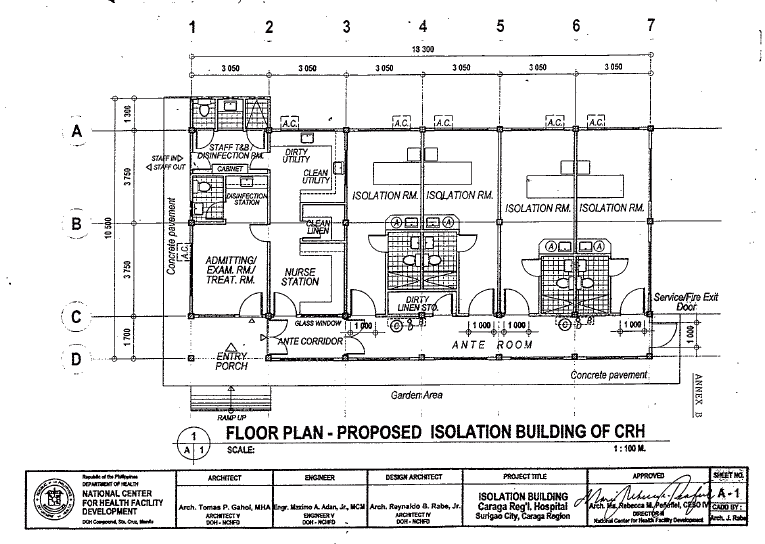 1 2 3 4 5 6 7
18 300
3 050 3 050 3 050 3 050 3 050 3 050
A.C. A.C. A.C. A.C. A.C.
A
B
C
D
1 300
3 750
3 750
1 700
10 500
STAFF IN
STAFF OUT
STAFF T&B/
DISINFECTION RM.
CABINET
DISINFECTION
STATION
DIRTY
UTILITY
CLEAN
UTILITY
CLEAN
LINEN
ISOLATION RM. ISOLATION RM.
ISOLATION RM. ISOLATION RM.
A A
A A
Concrete pavement
A.C.
ADMITTING/
EXAM. RM./
TREAT. RM.
NURSE
STATION
DIRTY
LINEN STO.
Service/Fire Exit
Door
GLASS WINDOW
1 000 C D B 1 000 1 000 C D B 1 000
1 000
ANTE CORRIDOR
ANTE ROOM
ENTRY
PORCH
Concrete pavement
Garden Area
RAMP UP
ANNEX B
1
A 1
FLOOR PLAN - PROPOSED ISOLATION BUILDING OF CRH
SCALE: 1 : 100 M.
Republic of the Philippines
DEPARTMENT OF HEALTH
NATIONAL CENTER
FOR HEALTH FACILITY
DEVELOPMENT
DOH Compound, Sta. Cruz, Manila
ARCHITECT
Arch. Tomas P. Gahol, MHA
ARCHITECT V
DOH - NCHFD
ENGINEER
Engr. Maximo A. Adan, Jr., MCM
ENGINEER V
DOH - NCHFD
DESIGN ARCHITECT
Arch. Raynaldo B. Rabe, Jr.
ARCHITECT IV
DOH - NCHFD
PROJECT TITLE
ISOLATION BUILDING
Caraga Reg'l. Hospital
Surigao City, Caraga Region
APPROVED
Arch. Ma. Rebecca M. Peñafiel, CESO IV
DIRECTOR III
National Center for Health Facility Development
SHEET NO.
A - 1
CADD BY :
Arch. J. Rabe